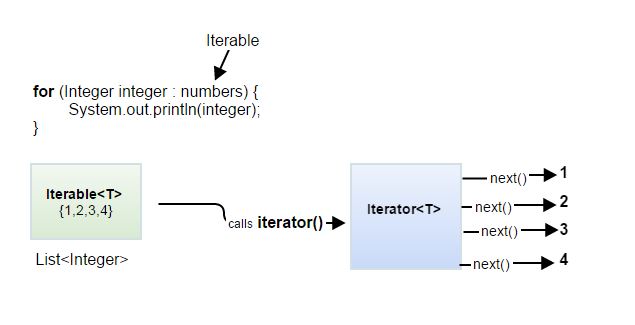 Iterable
for (Integer integer : numbers) {
System.out.println(integer);
}
Iterable<T>
{1,2,3,4}
List<Integer>
calls iterator()
Iterator<T>
next() 1
next() 2
next() 3
next() 4